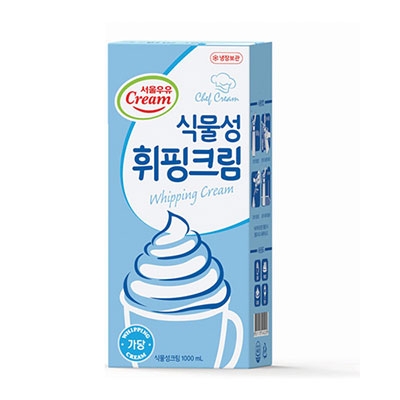 냉장보관
서울우유
Cream
Chef Cream
식물성
휘핑크림
Whipping Cream
WHIPPING
가당
CREAM
식물성크림 1000 mL